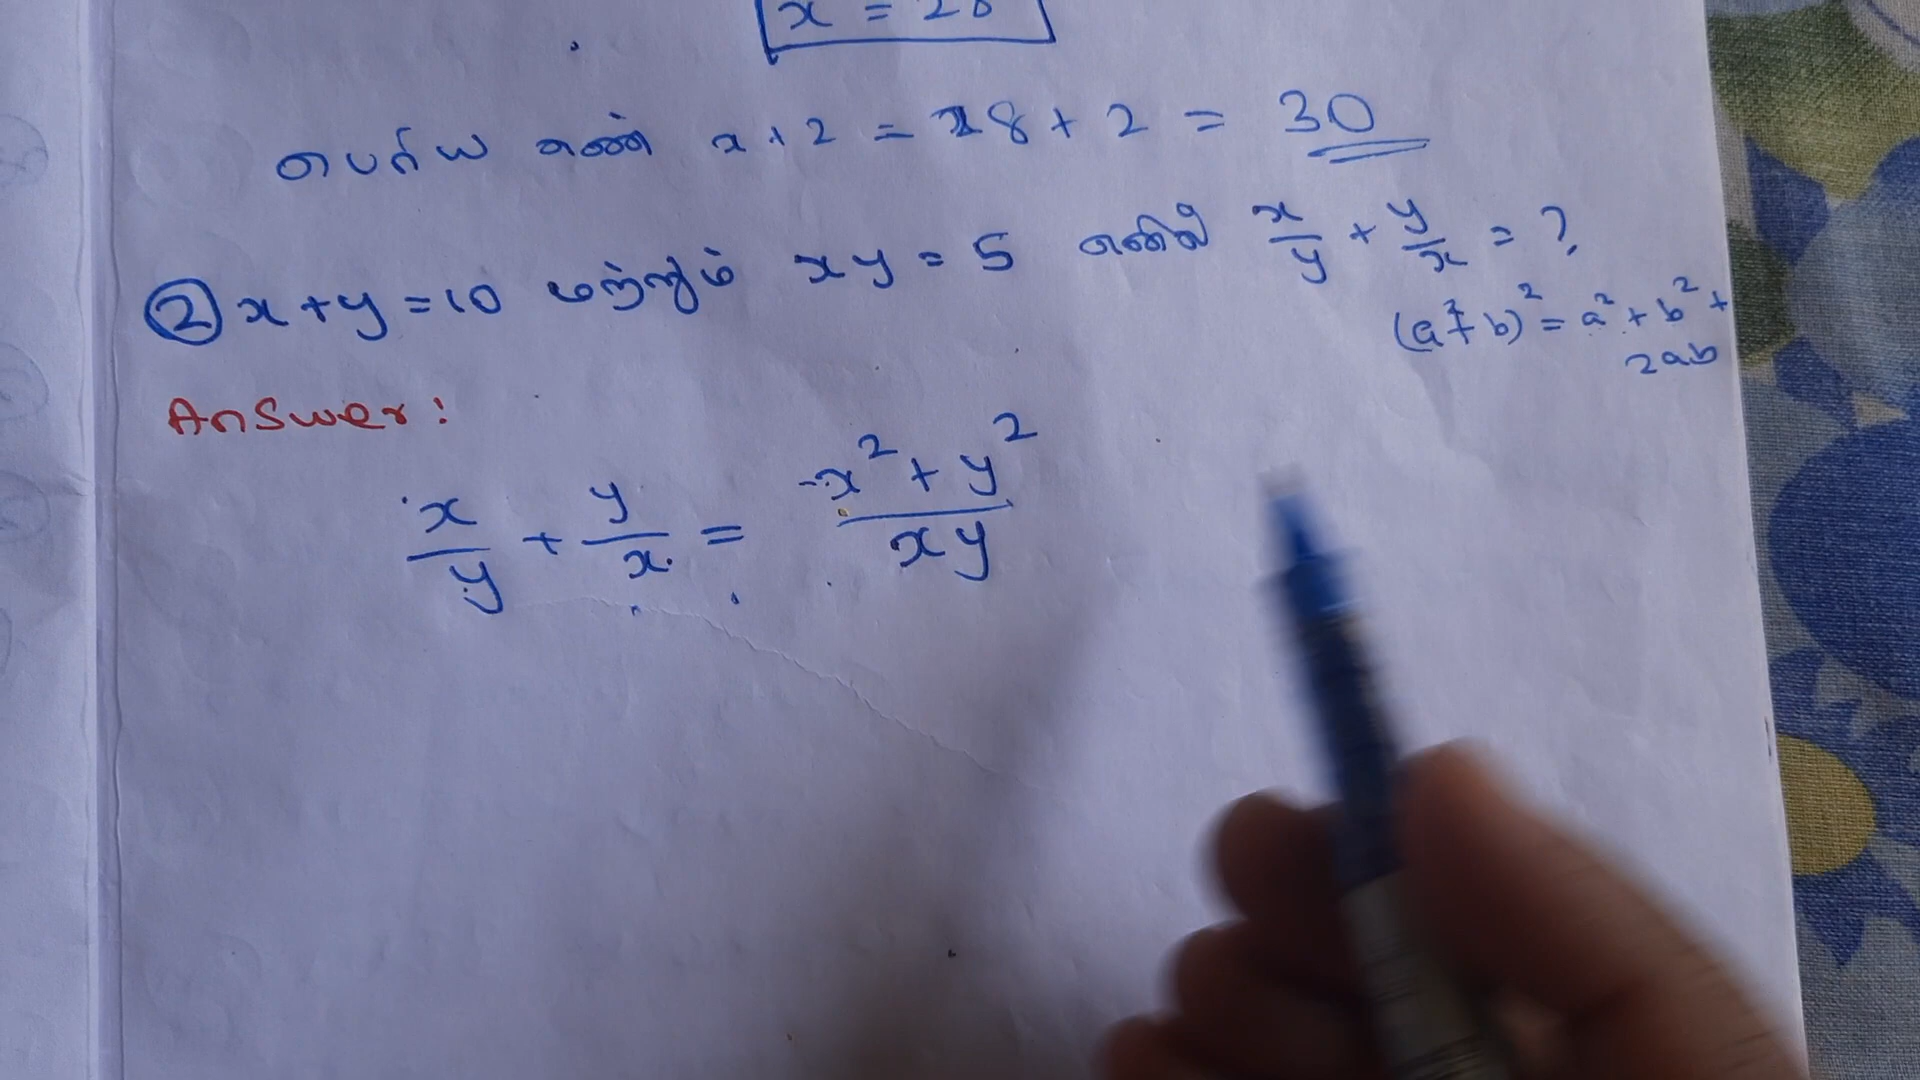 x = 28
பெரிய எண் x + 2 = 28 + 2 = 30
② x + y = 10 மற்றும் xy = 5 எனில் x/y + y/x = ?
(a + b)² = a² + b² +
2ab
Answer :
x/y + y/x = x² + y² / xy